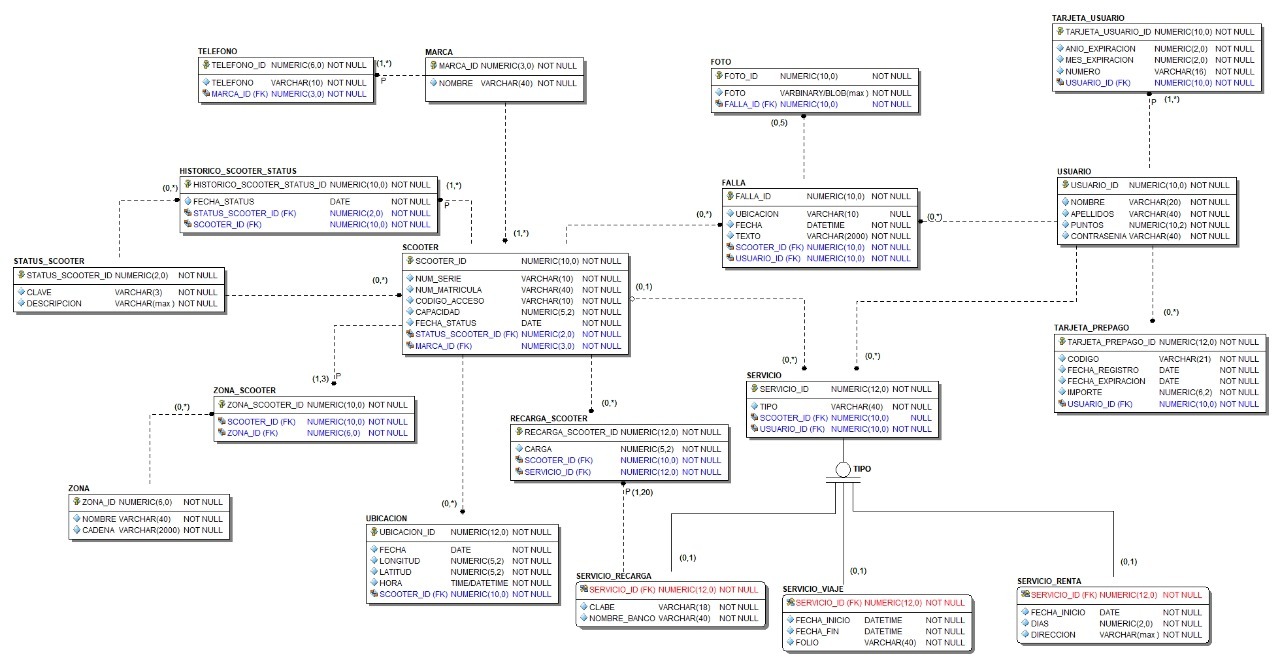 TARJETA_USUARIO
TARJETA_USUARIO_ID NUMERIC(10,0) NOT NULL
ANIO_EXPIRACION NUMERIC(2,0) NOT NULL
MES_EXPIRACION NUMERIC(2,0) NOT NULL
NUMERO VARCHAR(16) NOT NULL
USUARIO_ID (FK) NUMERIC(10,0) NOT NULL
P (1,*)
TELEFONO
TELEFONO_ID NUMERIC(6,0) NOT NULL
TELEFONO VARCHAR(10) NOT NULL
MARCA_ID (FK) NUMERIC(3,0) NOT NULL
(1,*)
P
MARCA
MARCA_ID NUMERIC(3,0) NOT NULL
NOMBRE VARCHAR(40) NOT NULL
FOTO
FOTO_ID NUMERIC(10,0) NOT NULL
FOTO VARBINARY/BLOB(max) NOT NULL
FALLA_ID (FK) NUMERIC(10,0) NOT NULL
(0,5)
HISTORICO_SCOOTER_STATUS
HISTORICO_SCOOTER_STATUS_ID NUMERIC(10,0) NOT NULL
FECHA_STATUS DATE NOT NULL
STATUS_SCOOTER_ID (FK) NUMERIC(2,0) NOT NULL
SCOOTER_ID (FK) NUMERIC(10,0) NOT NULL
(0,*)
(1,*)
P
(1,*)
FALLA
FALLA_ID NUMERIC(10,0) NOT NULL
UBICACION VARCHAR(10) NULL
FECHA DATETIME NOT NULL
TEXTO VARCHAR(2000) NOT NULL
SCOOTER_ID (FK) NUMERIC(10,0) NOT NULL
USUARIO_ID (FK) NUMERIC(10,0) NOT NULL
(0,*)
(0,*)
USUARIO
USUARIO_ID NUMERIC(10,0) NOT NULL
NOMBRE VARCHAR(20) NOT NULL
APELLIDOS VARCHAR(40) NOT NULL
PUNTOS NUMERIC(10,2) NOT NULL
CONTRASENIA VARCHAR(40) NOT NULL
STATUS_SCOOTER
STATUS_SCOOTER_ID NUMERIC(2,0) NOT NULL
CLAVE VARCHAR(3) NOT NULL
DESCRIPCION VARCHAR(max) NOT NULL
(0,*)
SCOOTER
SCOOTER_ID NUMERIC(10,0) NOT NULL
NUM_SERIE VARCHAR(10) NOT NULL
NUM_MATRICULA VARCHAR(40) NOT NULL
CODIGO_ACCESO VARCHAR(10) NOT NULL
CAPACIDAD NUMERIC(5,2) NOT NULL
FECHA_STATUS DATE NOT NULL
STATUS_SCOOTER_ID (FK) NUMERIC(2,0) NOT NULL
MARCA_ID (FK) NUMERIC(3,0) NOT NULL
(0,1)
(0,*)
(0,*)
(0,*)
TARJETA_PREPAGO
TARJETA_PREPAGO_ID NUMERIC(12,0) NOT NULL
CODIGO VARCHAR(21) NOT NULL
FECHA_REGISTRO DATE NOT NULL
FECHA_EXPIRACION DATE NOT NULL
IMPORTE NUMERIC(6,2) NOT NULL
USUARIO_ID (FK) NUMERIC(10,0) NOT NULL
(1,3) P
ZONA_SCOOTER
ZONA_SCOOTER_ID NUMERIC(10,0) NOT NULL
SCOOTER_ID (FK) NUMERIC(10,0) NOT NULL
ZONA_ID (FK) NUMERIC(6,0) NOT NULL
(0,*)
(0,*)
SERVICIO
SERVICIO_ID NUMERIC(12,0) NOT NULL
TIPO VARCHAR(40) NOT NULL
SCOOTER_ID (FK) NUMERIC(10,0) NULL
USUARIO_ID (FK) NUMERIC(10,0) NOT NULL
TIPO
RECARGA_SCOOTER
RECARGA_SCOOTER_ID NUMERIC(12,0) NOT NULL
CARGA NUMERIC(5,2) NOT NULL
SCOOTER_ID (FK) NUMERIC(10,0) NOT NULL
SERVICIO_ID (FK) NUMERIC(12,0) NOT NULL
P (1,20)
ZONA
ZONA_ID NUMERIC(6,0) NOT NULL
NOMBRE VARCHAR(40) NOT NULL
CADENA VARCHAR(2000) NOT NULL
(0,*)
UBICACION
UBICACION_ID NUMERIC(12,0) NOT NULL
FECHA DATE NOT NULL
LONGITUD NUMERIC(5,2) NOT NULL
LATITUD NUMERIC(5,2) NOT NULL
HORA TIME/DATETIME NOT NULL
SCOOTER_ID (FK) NUMERIC(10,0) NOT NULL
(0,1)
(0,1)
(0,1)
SERVICIO_RECARGA
SERVICIO_ID (FK) NUMERIC(12,0) NOT NULL
CLABE VARCHAR(18) NOT NULL
NOMBRE_BANCO VARCHAR(40) NOT NULL
SERVICIO_VIAJE
SERVICIO_ID (FK) NUMERIC(12,0) NOT NULL
FECHA_INICIO DATETIME NOT NULL
FECHA_FIN DATETIME NOT NULL
FOLIO VARCHAR(40) NOT NULL
SERVICIO_RENTA
SERVICIO_ID (FK) NUMERIC(12,0) NOT NULL
FECHA_INICIO DATE NOT NULL
DIAS NUMERIC(2,0) NOT NULL
DIRECCION VARCHAR(max) NOT NULL